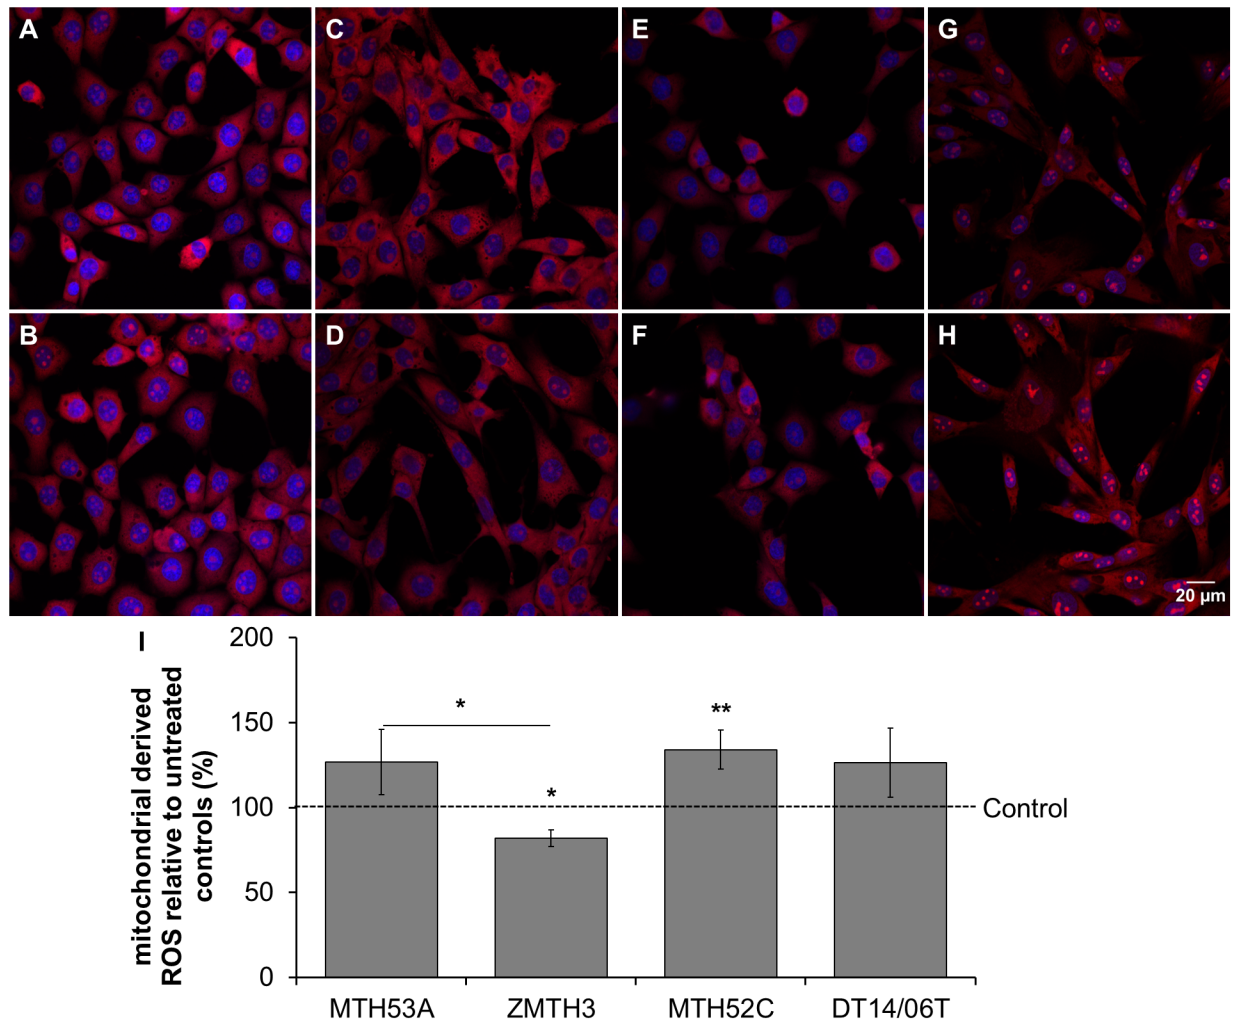 A
C
E
G
B
D
F
H
20 µm
I
mitochondrial derived
ROS relative to untreated
controls (%)
200
150
100
50
0
*
*
**
Control
MTH53A
ZMTH3
MTH52C
DT14/06T